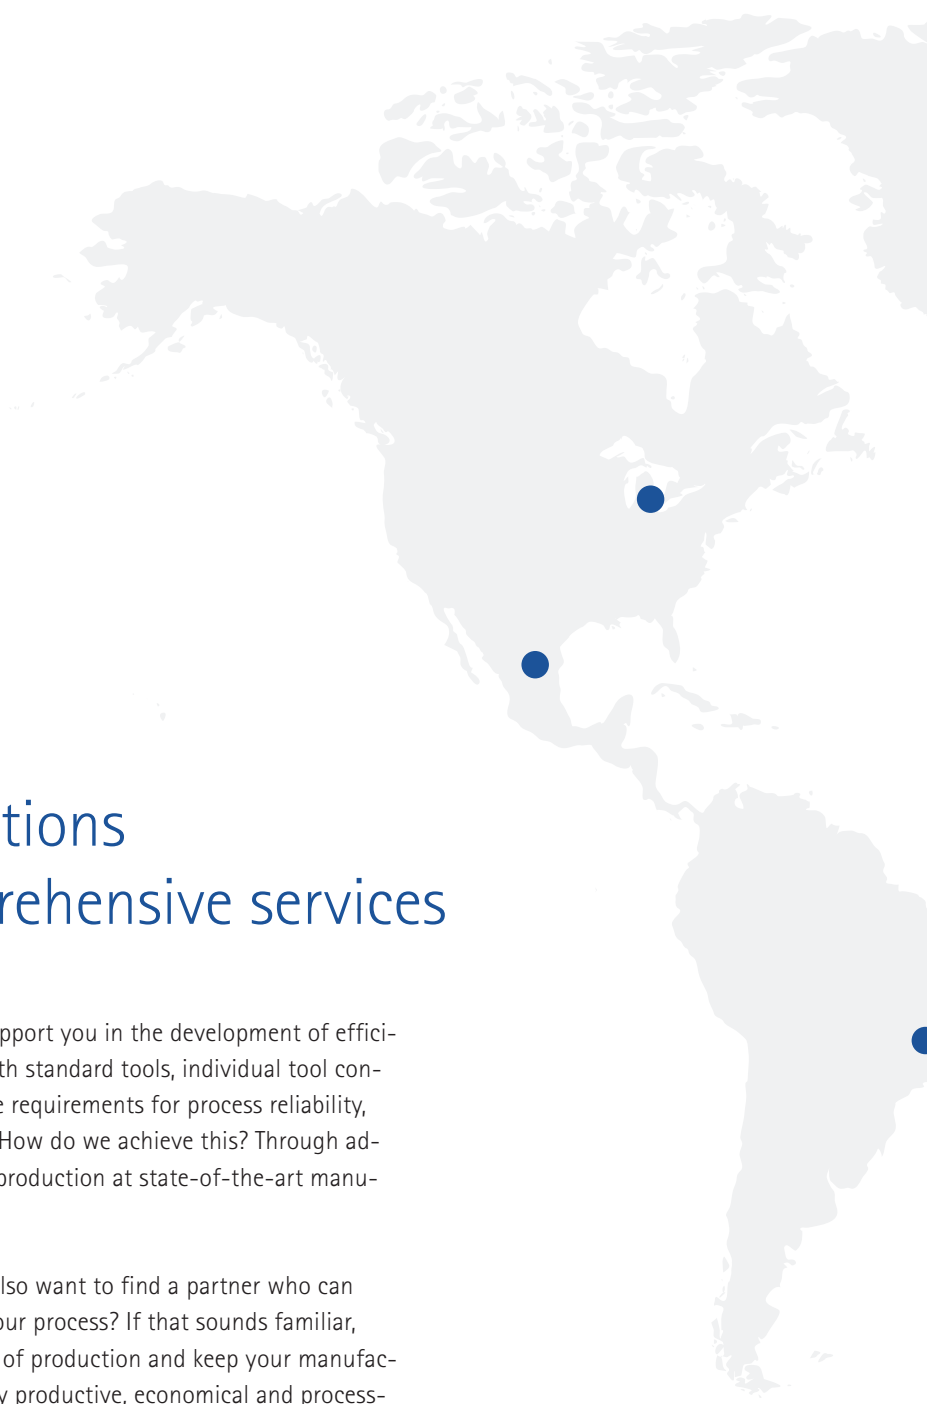 tions
rehensive services
pport you in the development of effici-
th standard tools, individual tool con-
e requirements for process reliability,
How do we achieve this? Through ad-
production at state-of-the-art manu-
lso want to find a partner who can
our process? If that sounds familiar,
of production and keep your manufac-
y productive, economical and process-